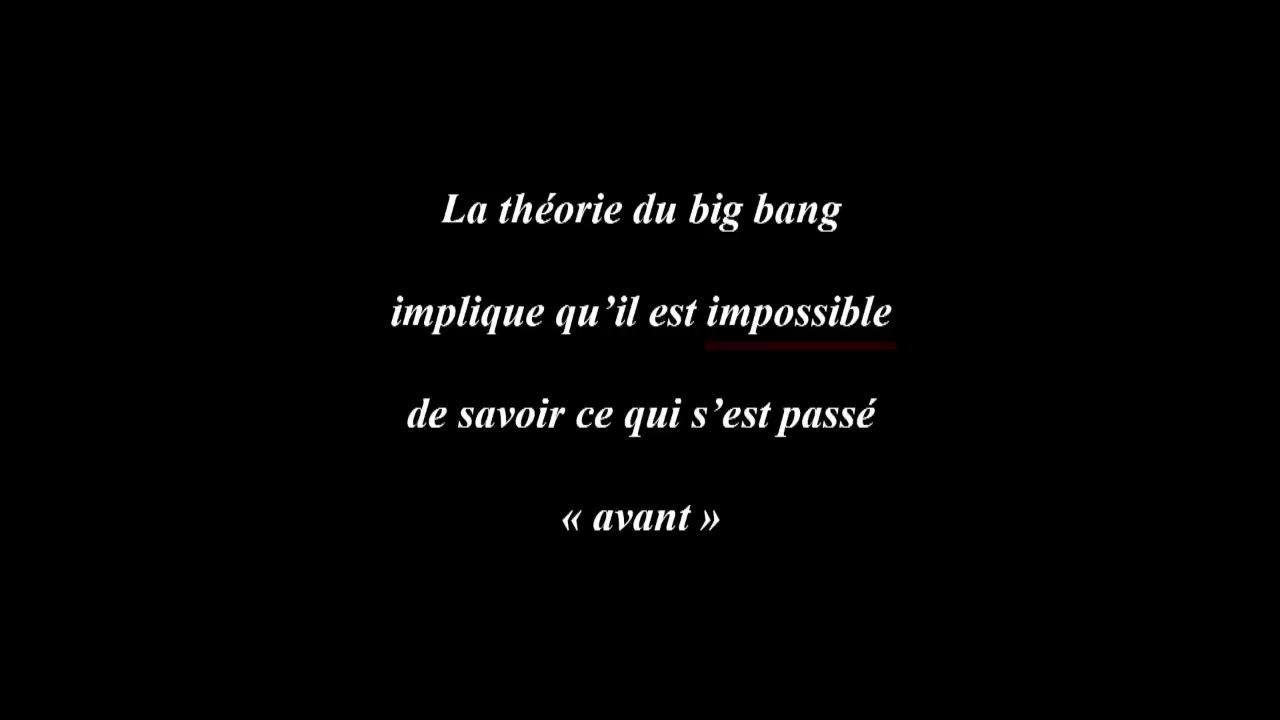 La théorie du big bang
implique qu’il est impossible
de savoir ce qui s’est passé
« avant »